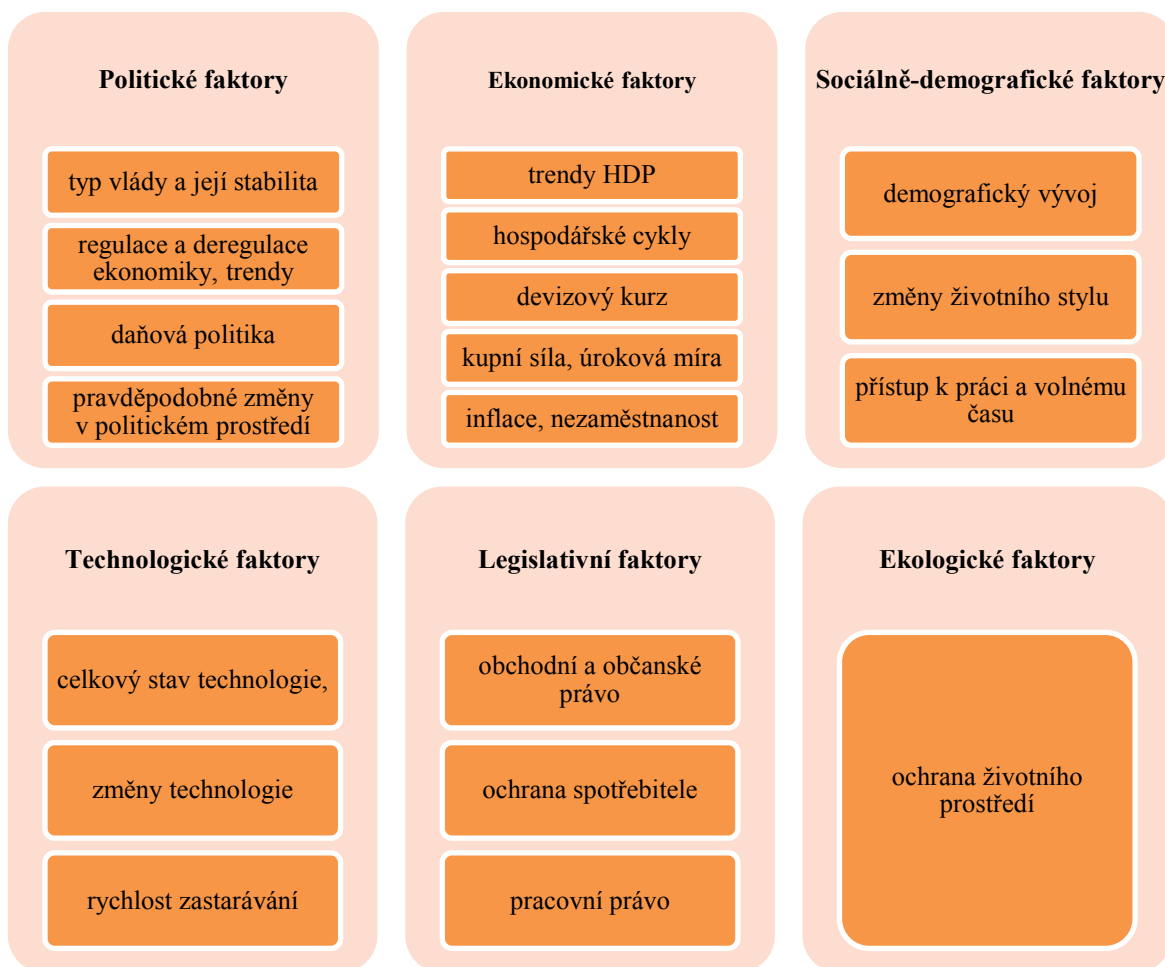 Politické faktory
typ vlády a její stabilita
regulace a deregulace
ekonomiky, trendy
daňová politika
pravděpodobné změny
v politickém prostředí
Ekonomické faktory
trendy HDP
hospodářské cykly
devizový kurz
kupní síla, úroková míra
inflace, nezaměstnanost
Sociálně-demografické faktory
demografický vývoj
změny životního stylu
přístup k práci a volnému
času
Technologické faktory
celkový stav technologie,
změny technologie
rychlost zastarávání
Legislativní faktory
obchodní a občanské
právo
ochrana spotřebitele
pracovní právo
Ekologické faktory
ochrana životního
prostředí